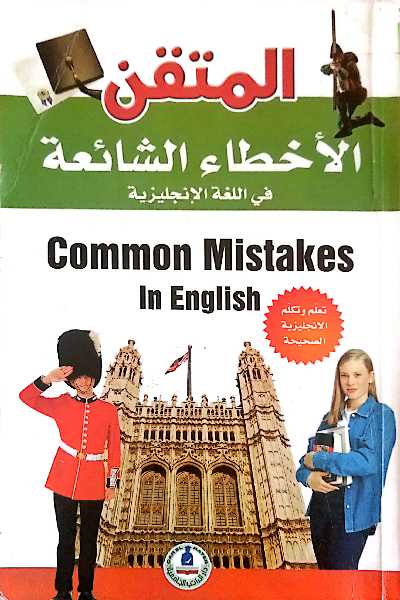 المتقن
الأخطاء الشائعة
في اللغة الإنجليزية
Common Mistakes
In English
تعلم وتكلم
الانجليزية
الصحيحة